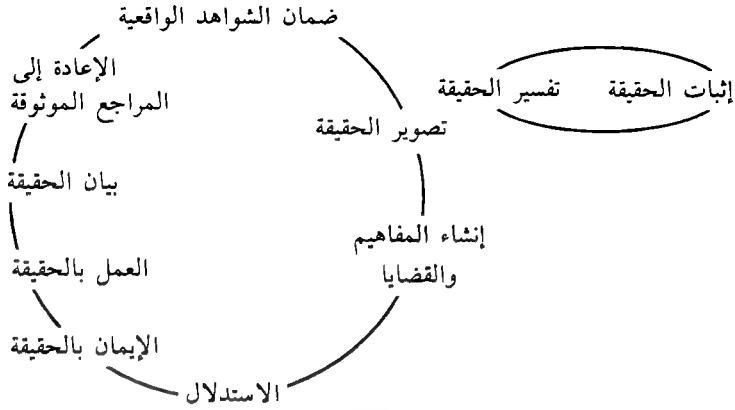 ضمان الشواهد الواقعية
إثبات الحقيقة
تفسير الحقيقة
تصوير الحقيقة
إنشاء المفاهيم
والقضايا
الاستدلال
الإيمان بالحقيقة
العمل بالحقيقة
بيان الحقيقة
الإعادة إلى
المراجع الموثوقة